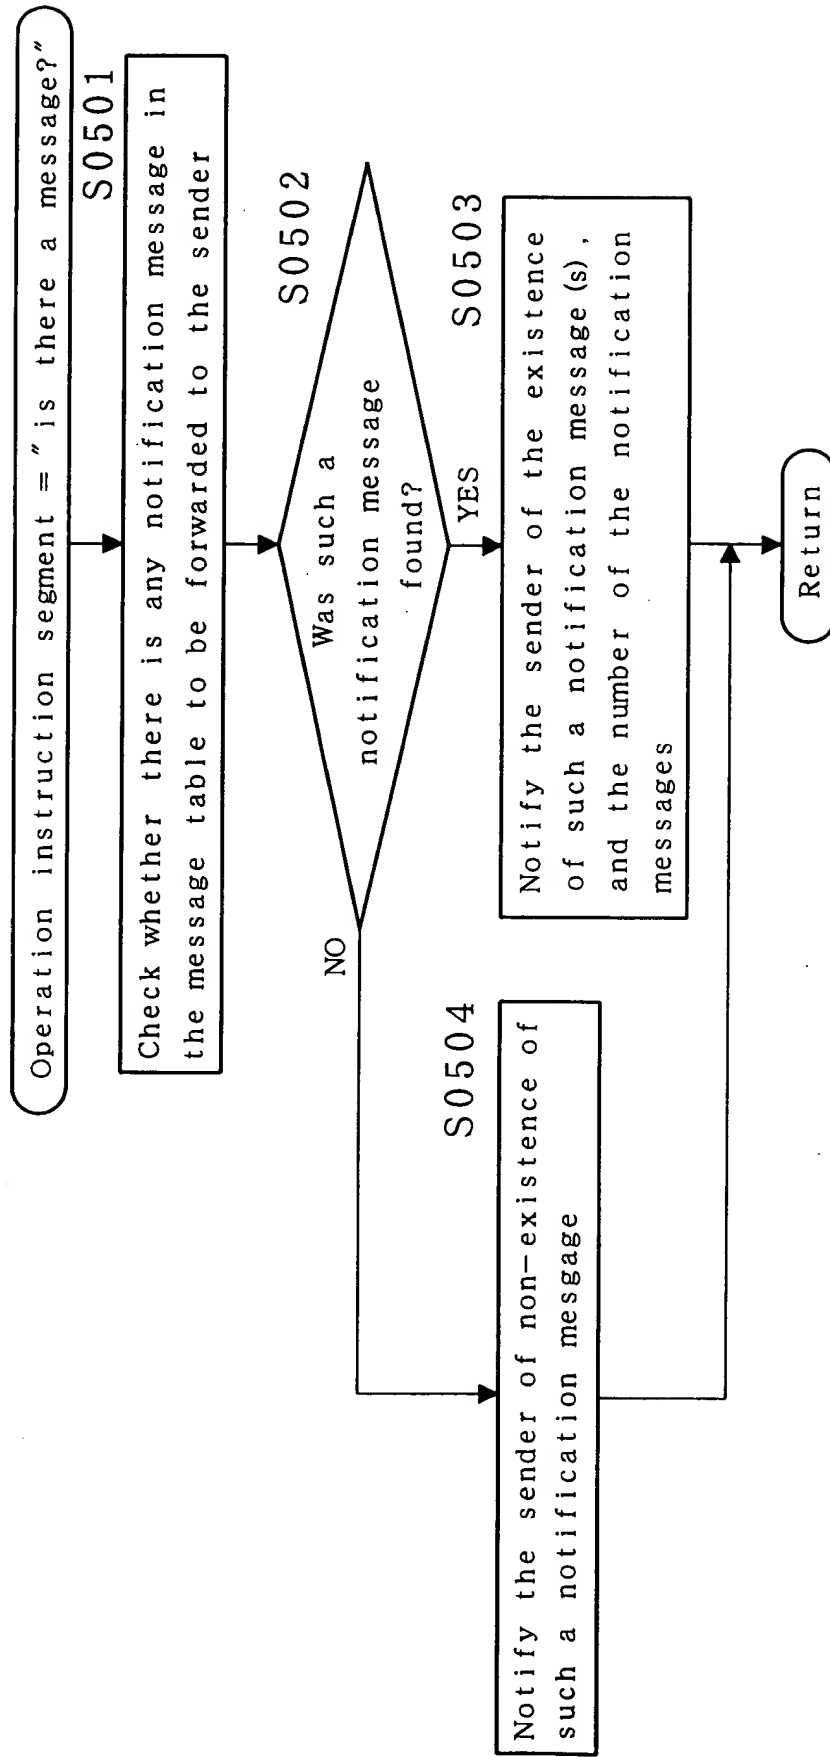 Operation instruction segment ="is there a message?"
S0501
Check whether there is any notification message in
the message table to be forwarded to the sender
S0502
Was such a
notification message
found?
NO
YES
S0503
Notify the sender of the existence
of such a notification message(s),
and the number of the notification
messages
S0504
Notify the sender of non-existence of
such a notification mesgage
Return